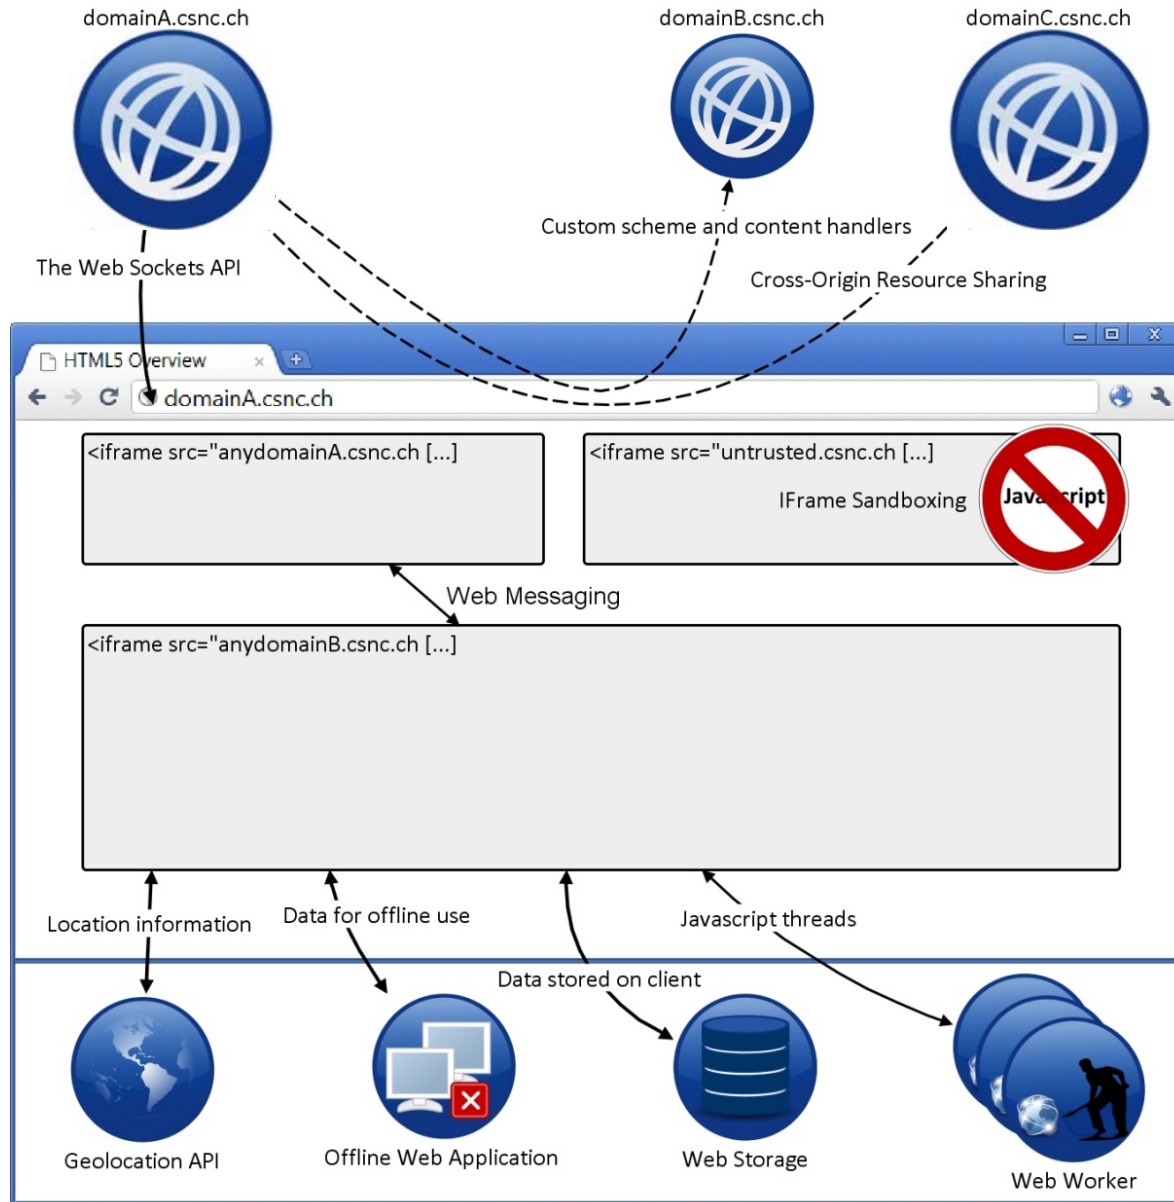 domainA.csnc.ch
domainB.csnc.ch
domainC.csnc.ch
Custom scheme and content handlers
The Web Sockets API
Cross-Origin Resource Sharing
HTML5 Overview
domainA.csnc.ch
<iframe src="anydomainA.csnc.ch [...]
<iframe src="untrusted.csnc.ch [...]
IFrame Sandboxing
JavaScript
Web Messaging
<iframe src="anydomainB.csnc.ch [...]
Location information
Data for offline use
Javascript threads
Data stored on client
Geolocation API
Offline Web Application
Web Storage
Web Worker